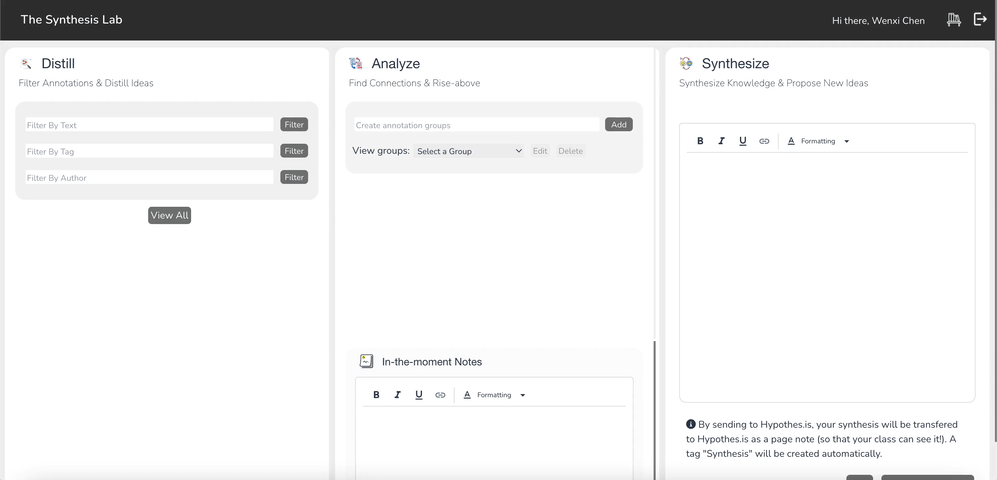 The Synthesis Lab
Hi there, Wenxi Chen
Distill
Filter Annotations & Distill Ideas
Filter By Text
Filter
Filter By Tag
Filter
Filter By Author
Filter
View All
Analyze
Find Connections & Rise-above
Create annotation groups
Add
View groups:
Select a Group
Edit
Delete
In-the-moment Notes
B I U A Formatting
Synthesize
Synthesize Knowledge & Propose New Ideas
B I U A Formatting
By sending to Hypothes.is, your synthesis will be transfered
to Hypothes.is as a page note (so that your class can see it!). A
tag "Synthesis" will be created automatically.